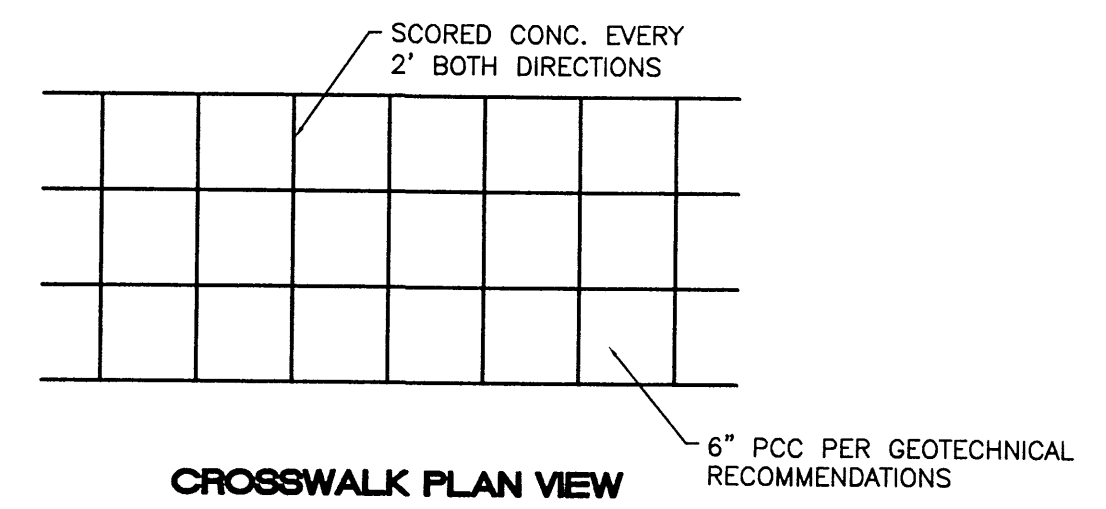 SCORED CONC. EVERY
2' BOTH DIRECTIONS
6" PCC PER GEOTECHNICAL
RECOMMENDATIONS
CROSSWALK PLAN VIEW